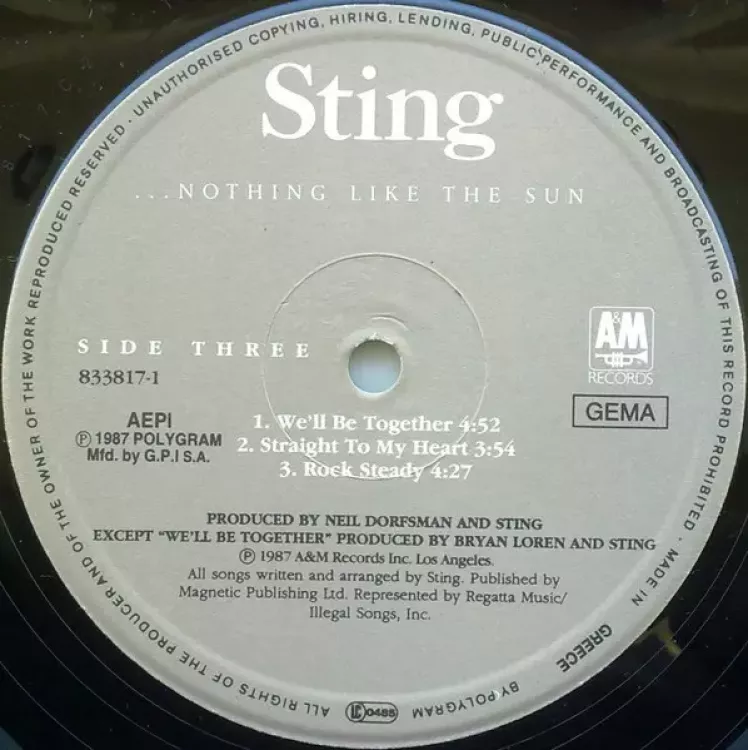 Sting
...NOTHING LIKE THE SUN
SIDE THREE
833817-1
AEPI
Ⓟ 1987 POLYGRAM
Mfd. by G.P.I S.A.
1. We'll Be Together 4:52
2. Straight To My Heart 3:54
3. Rock Steady 4:27
A&M
RECORDS
GEMA
PRODUCED BY NEIL DORFSMAN AND STING
EXCEPT "WE'LL BE TOGETHER" PRODUCED BY BRYAN LOREN AND STING
Ⓟ 1987 A&M Records Inc. Los Angeles.
All songs written and arranged by Sting. Published by
Magnetic Publishing Ltd. Represented by Regatta Music/
Illegal Songs, Inc.
ALL RIGHTS OF THE PRODUCER AND OF THE OWNER OF THE WORK REPRODUCED RESERVED · UNAUTHORISED COPYING, HIRING, LENDING, PUBLIC PERFORMANCE AND BROADCASTING OF THIS RECORD PROHIBITED · MADE IN GREECE BY POLYGRAM
LC 0485